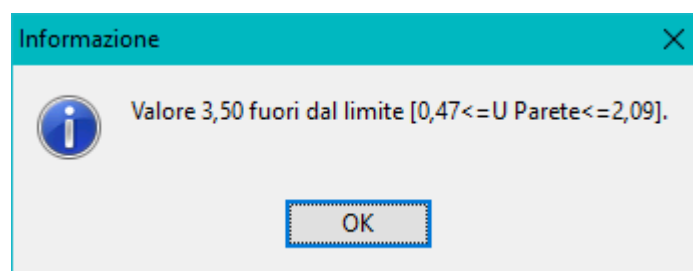 Informazione
Valore 3,50 fuori dal limite [0,47<=U Parete<=2,09].
OK